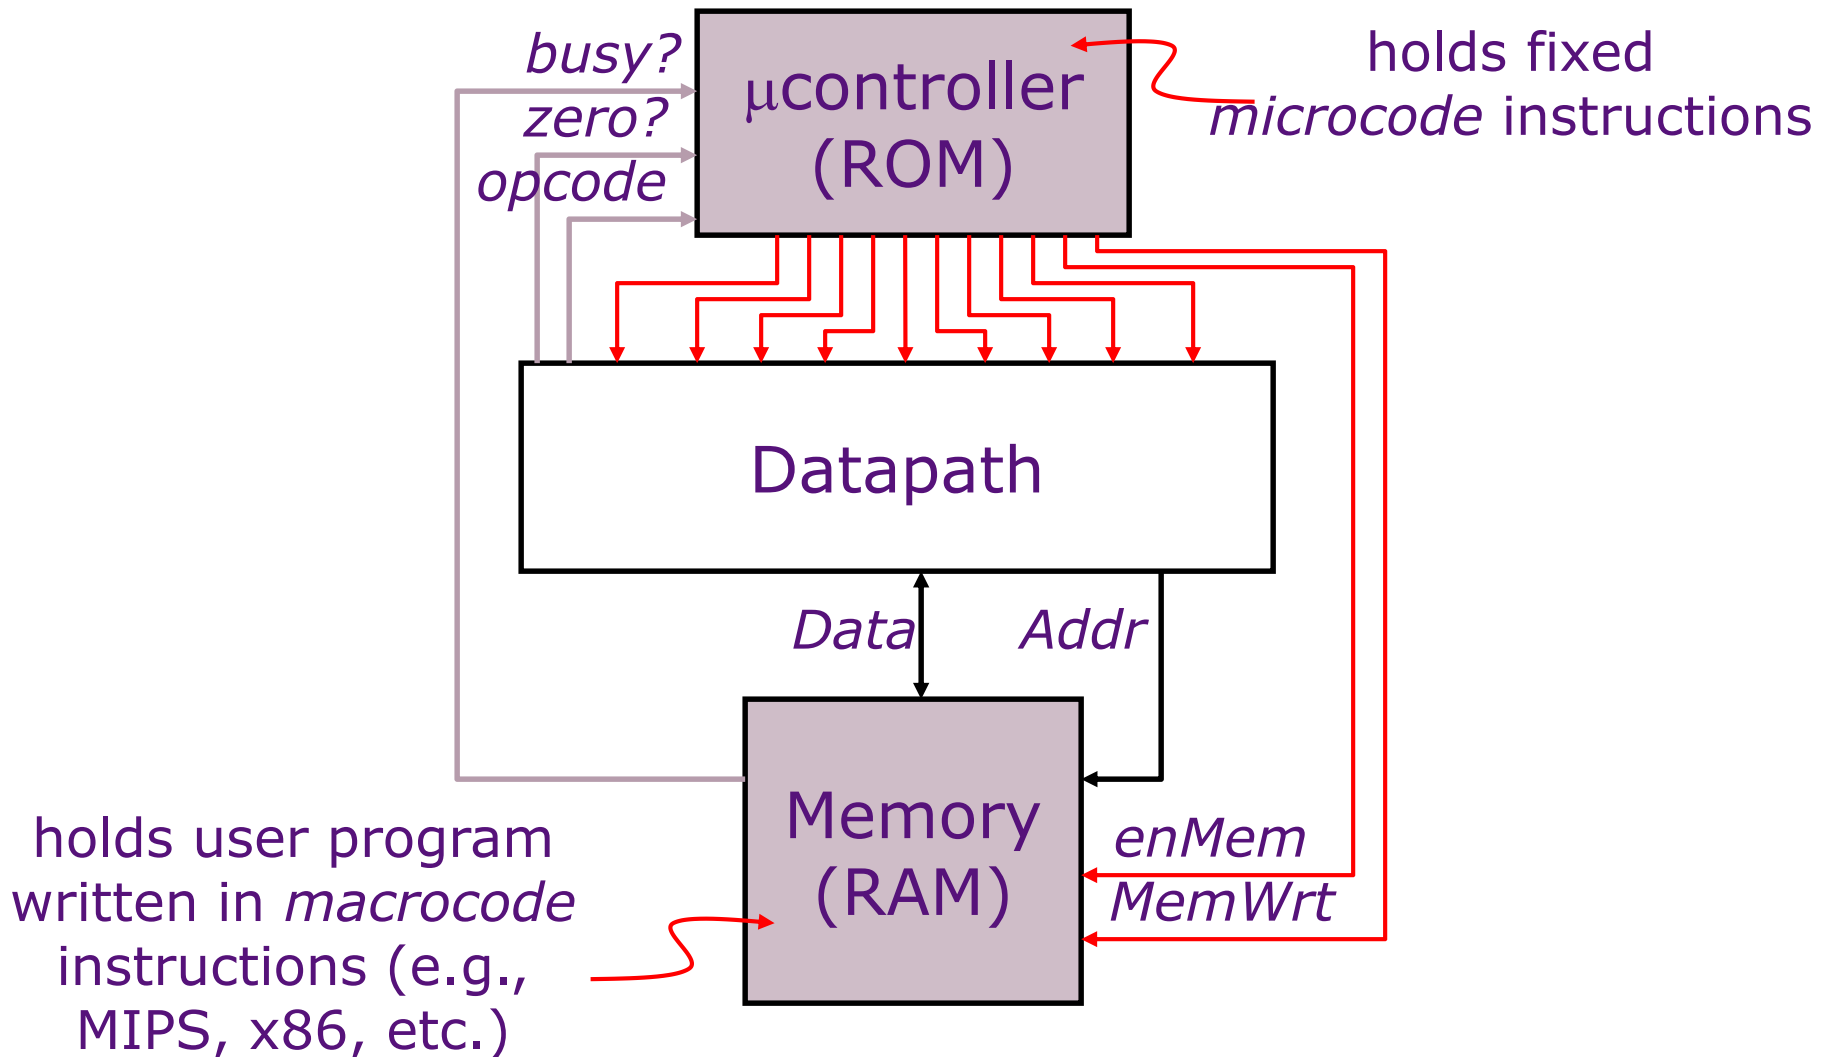 busy?
zero?
opcode
μcontroller
(ROM)
holds fixed
microcode instructions
Datapath
Data
Addr
Memory
(RAM)
enMem
MemWrt
holds user program
written in macrocode
instructions (e.g.,
MIPS, x86, etc.)